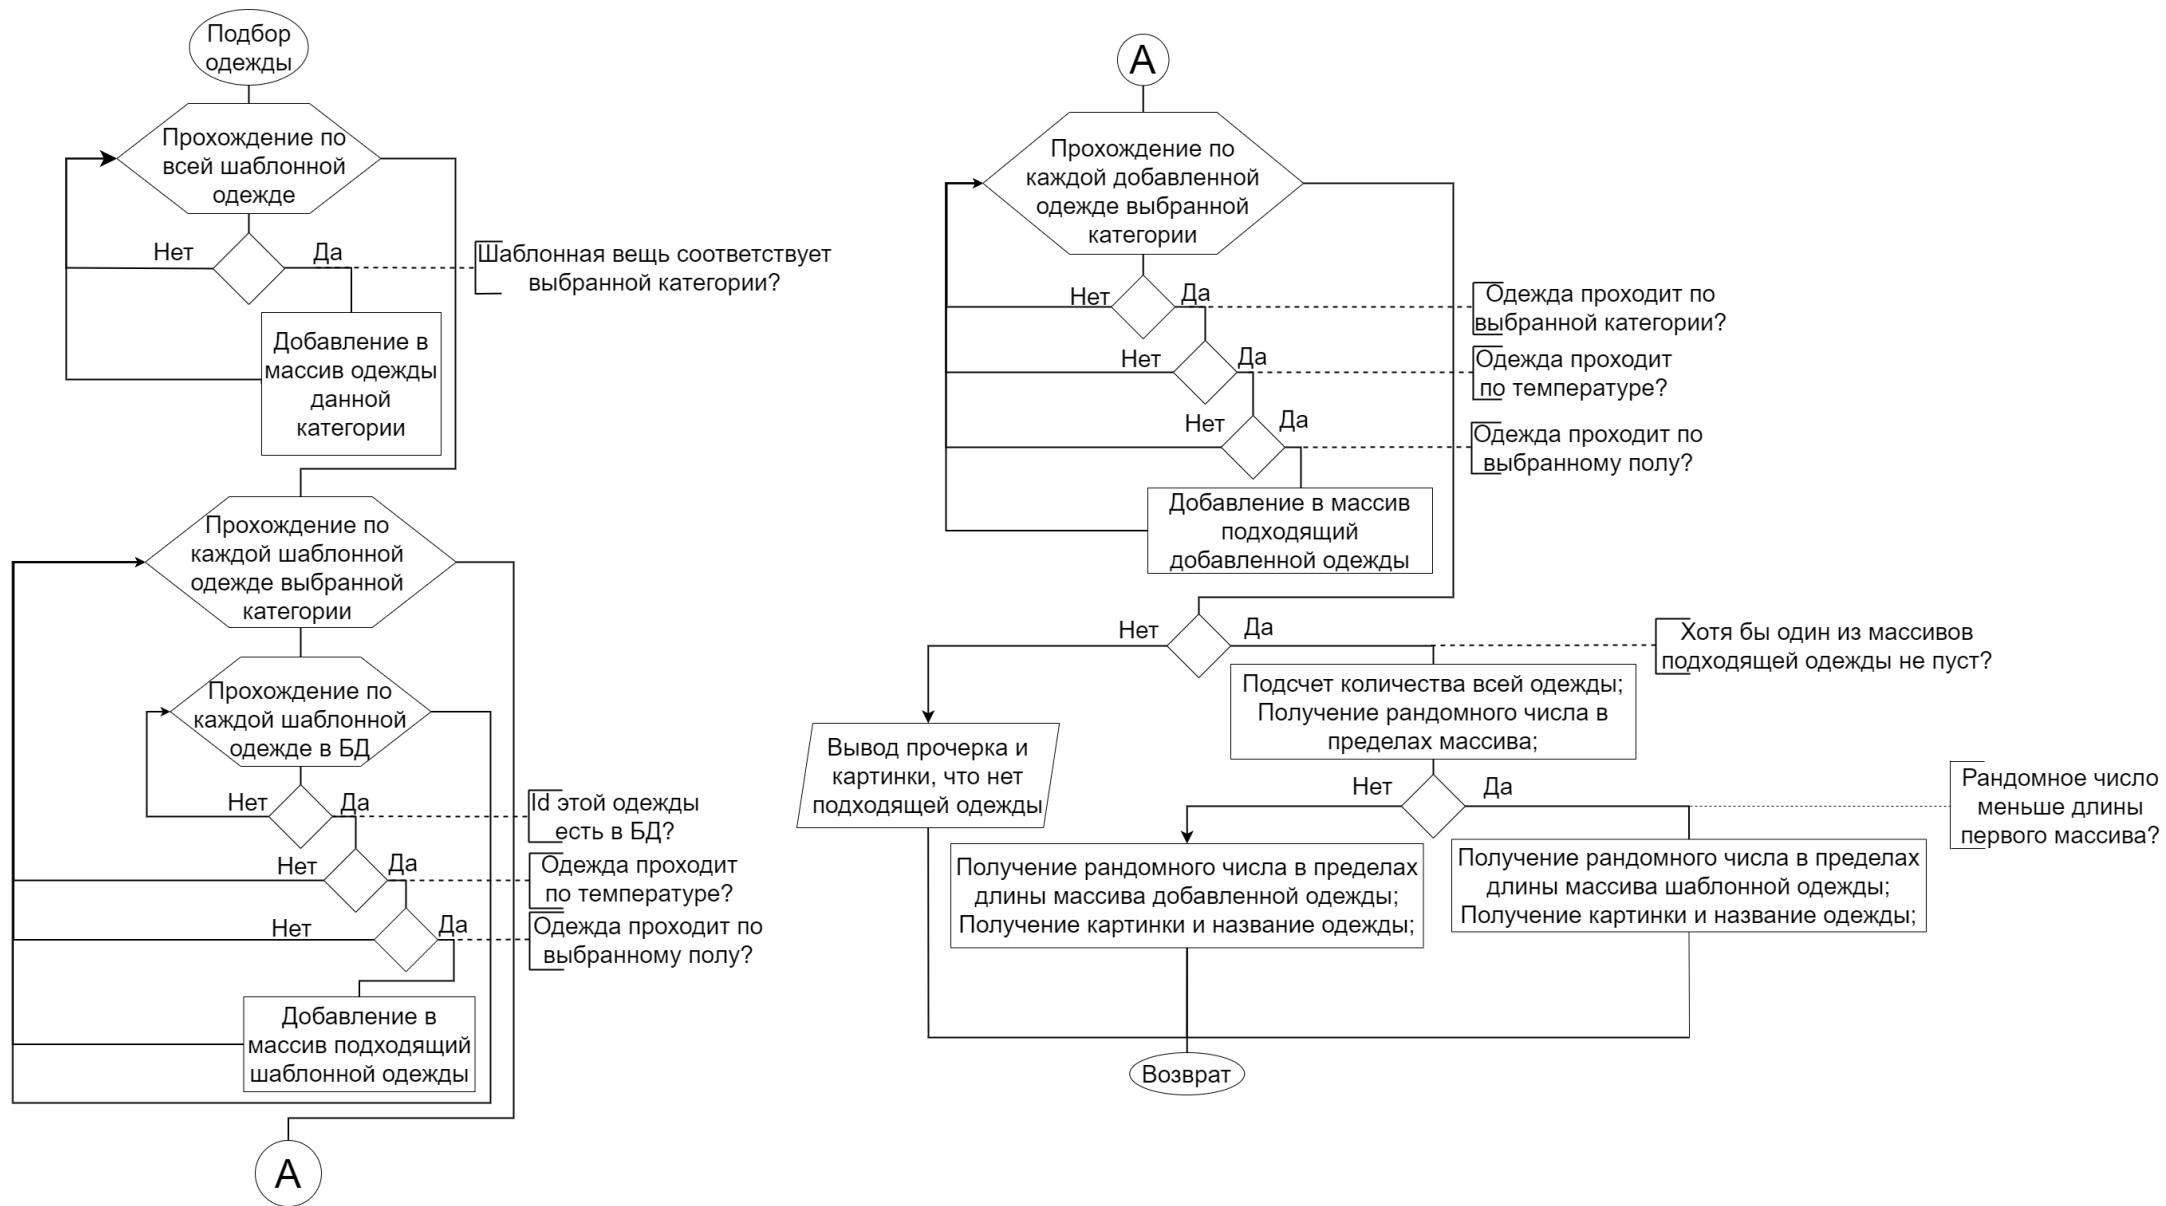 Подбор
одежды
Прохождение по
всей шаблонной
одежде
Нет
Да
Шаблонная вещь соответствует
выбранной категории?
Добавление в
массив одежды
данной
категории
Прохождение по
каждой шаблонной
одежде выбранной
категории
Прохождение по
каждой шаблонной
одежде в БД
Нет
Да
Id этой одежды
есть в БД?
Нет
Да
Одежда проходит
по температуре?
Нет
Да
Одежда проходит по
выбранному полу?
Добавление в
массив подходящий
шаблонной одежды
А
А
Прохождение по
каждой добавленной
одежде выбранной
категории
Нет
Да
Одежда проходит по
выбранной категории?
Нет
Да
Одежда проходит
по температуре?
Нет
Да
Одежда проходит по
выбранному полу?
Добавление в массив
подходящий
добавленной одежды
Нет
Да
Хотя бы один из массивов
подходящей одежды не пуст?
Подсчет количества всей одежды;
Получение рандомного числа в
пределах массива;
Вывод прочерка и
картинки, что нет
подходящей одежды
Нет
Да
Рандомное число
меньше длины
первого массива?
Получение рандомного числа в пределах
длины массива добавленной одежды;
Получение картинки и название одежды;
Получение рандомного числа в пределах
длины массива шаблонной одежды;
Получение картинки и название одежды;
Возврат